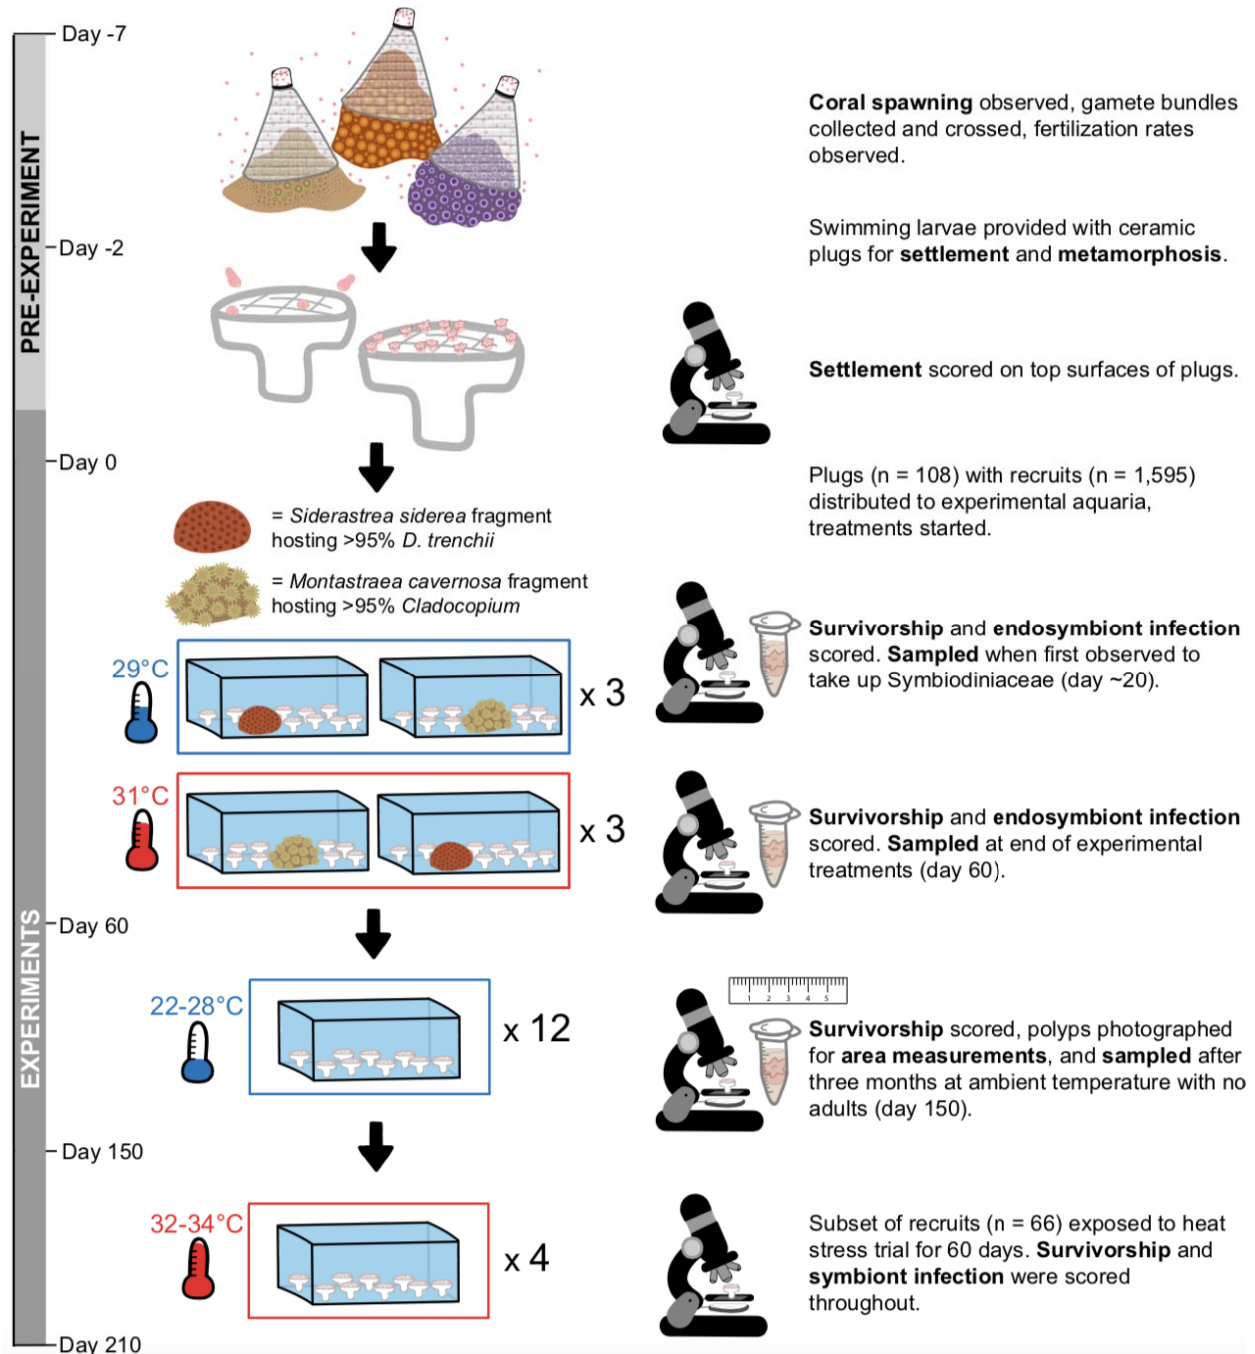 Day -7
PRE-EXPERIMENT
Coral spawning observed, gamete bundles
collected and crossed, fertilization rates
observed.
Day -2
Swimming larvae provided with ceramic
plugs for settlement and metamorphosis.
Settlement scored on top surfaces of plugs.
Day 0
Plugs (n = 108) with recruits (n = 1,595)
distributed to experimental aquaria,
treatments started.
= Siderastrea siderea fragment
hosting >95% D. trenchii
= Montastraea cavernosa fragment
hosting >95% Cladocopium
29°C
x 3
Survivorship and endosymbiont infection
scored. Sampled when first observed to
take up Symbiodiniaceae (day ~20).
31°C
x 3
Survivorship and endosymbiont infection
scored. Sampled at end of experimental
treatments (day 60).
EXPERIMENTS
Day 60
22-28°C
x 12
1 2 3 4 5
Survivorship scored, polyps photographed
for area measurements, and sampled after
three months at ambient temperature with no
adults (day 150).
Day 150
32-34°C
x 4
Subset of recruits (n = 66) exposed to heat
stress trial for 60 days. Survivorship and
symbiont infection were scored
throughout.
Day 210